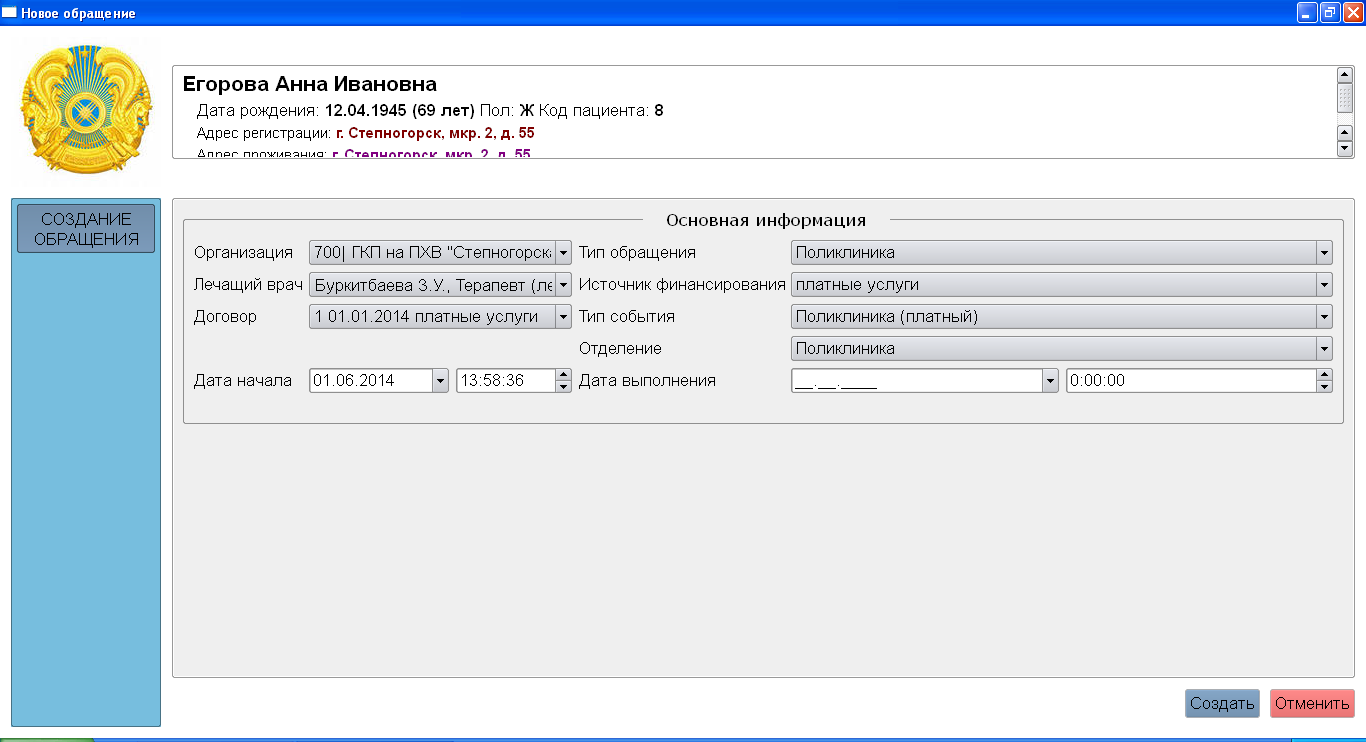 Новое обращение
Егорова Анна Ивановна
Дата рождения: 12.04.1945 (69 лет) Пол: Ж Код пациента: 8
Адрес регистрации: г. Степногорск, мкр. 2, д. 55
Адрес проживания: г. Степногорск, мкр. 2, д. 55
СОЗДАНИЕ
ОБРАЩЕНИЯ
Основная информация
Организация 700| ГКП на ПХВ "Степногорска Тип обращения Поликлиника
Лечащий врач Буркитбаева З.У., Терапевт (ле Источник финансирования платные услуги
Договор 1 01.01.2014 платные услуги Тип события Поликлиника (платный)
Отделение Поликлиника
Дата начала 01.06.2014 13:58:36 Дата выполнения __.__.____ 0:00:00
Создать Отменить